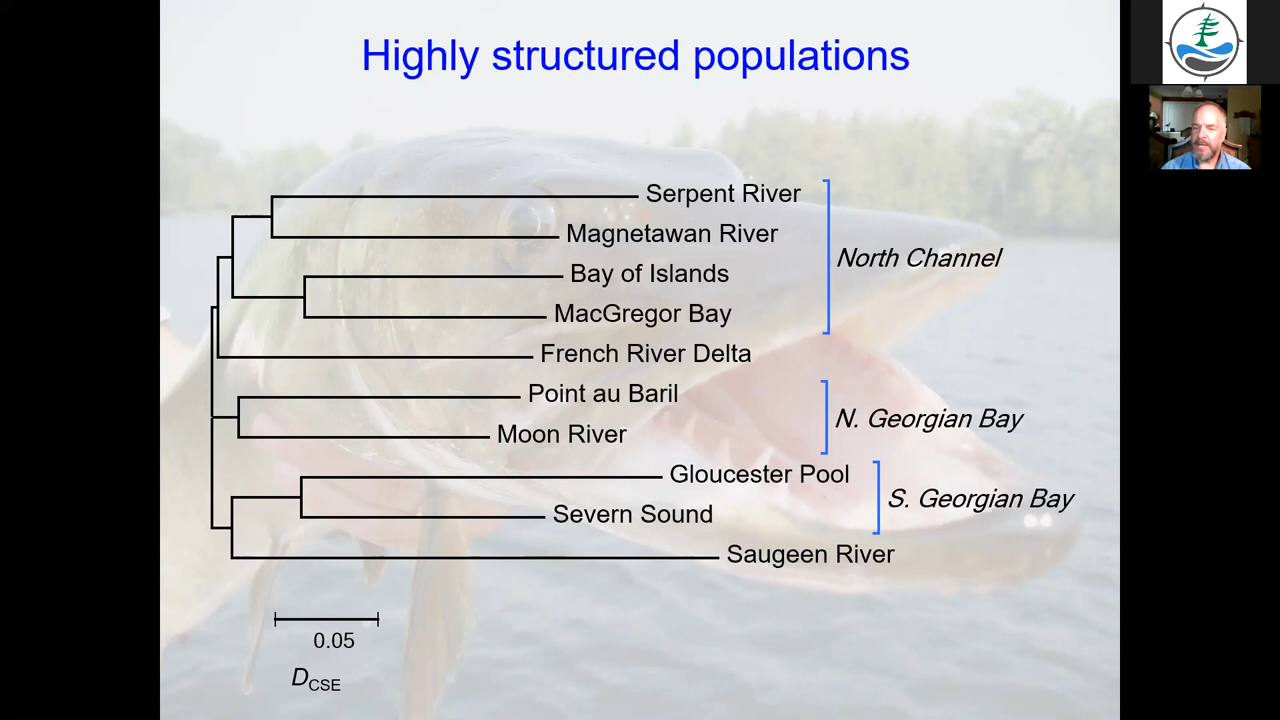 Highly structured populations
Serpent River
Magnetawan River
North Channel
Bay of Islands
MacGregor Bay
French River Delta
Point au Baril
N. Georgian Bay
Moon River
Gloucester Pool
S. Georgian Bay
Severn Sound
Saugeen River
0.05
DCSE